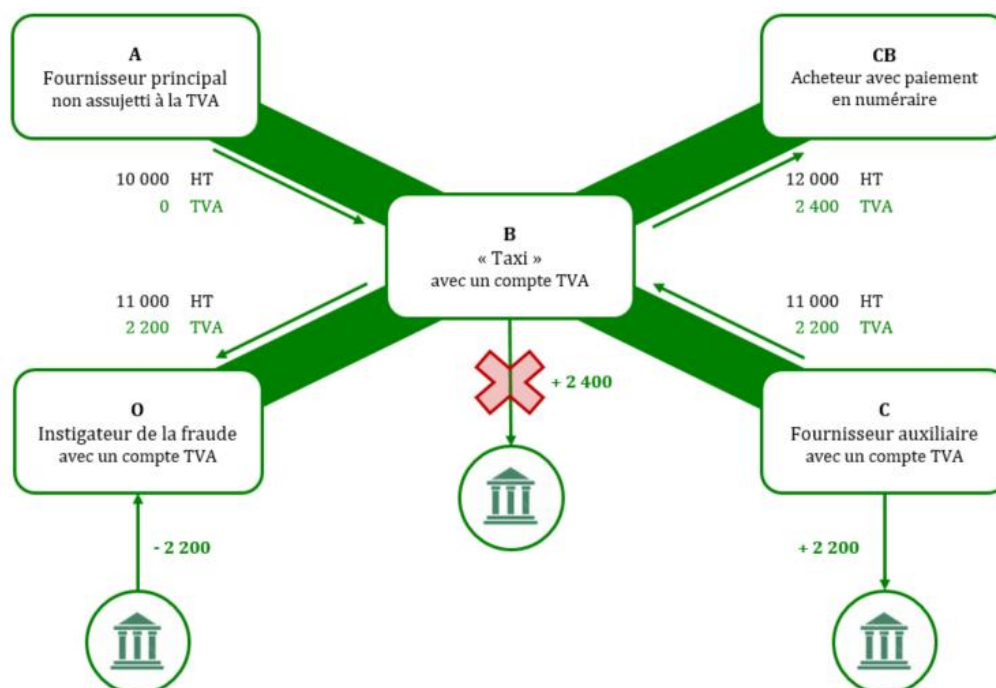 A
Fournisseur principal
non assujetti à la TVA
CB
Acheteur avec paiement
en numéraire
10 000 HT
0 TVA
12 000 HT
2 400 TVA
B
« Taxi »
avec un compte TVA
11 000 HT
2 200 TVA
11 000 HT
2 200 TVA
+ 2 400
O
Instigateur de la fraude
avec un compte TVA
C
Fournisseur auxiliaire
avec un compte TVA
- 2 200
+ 2 200